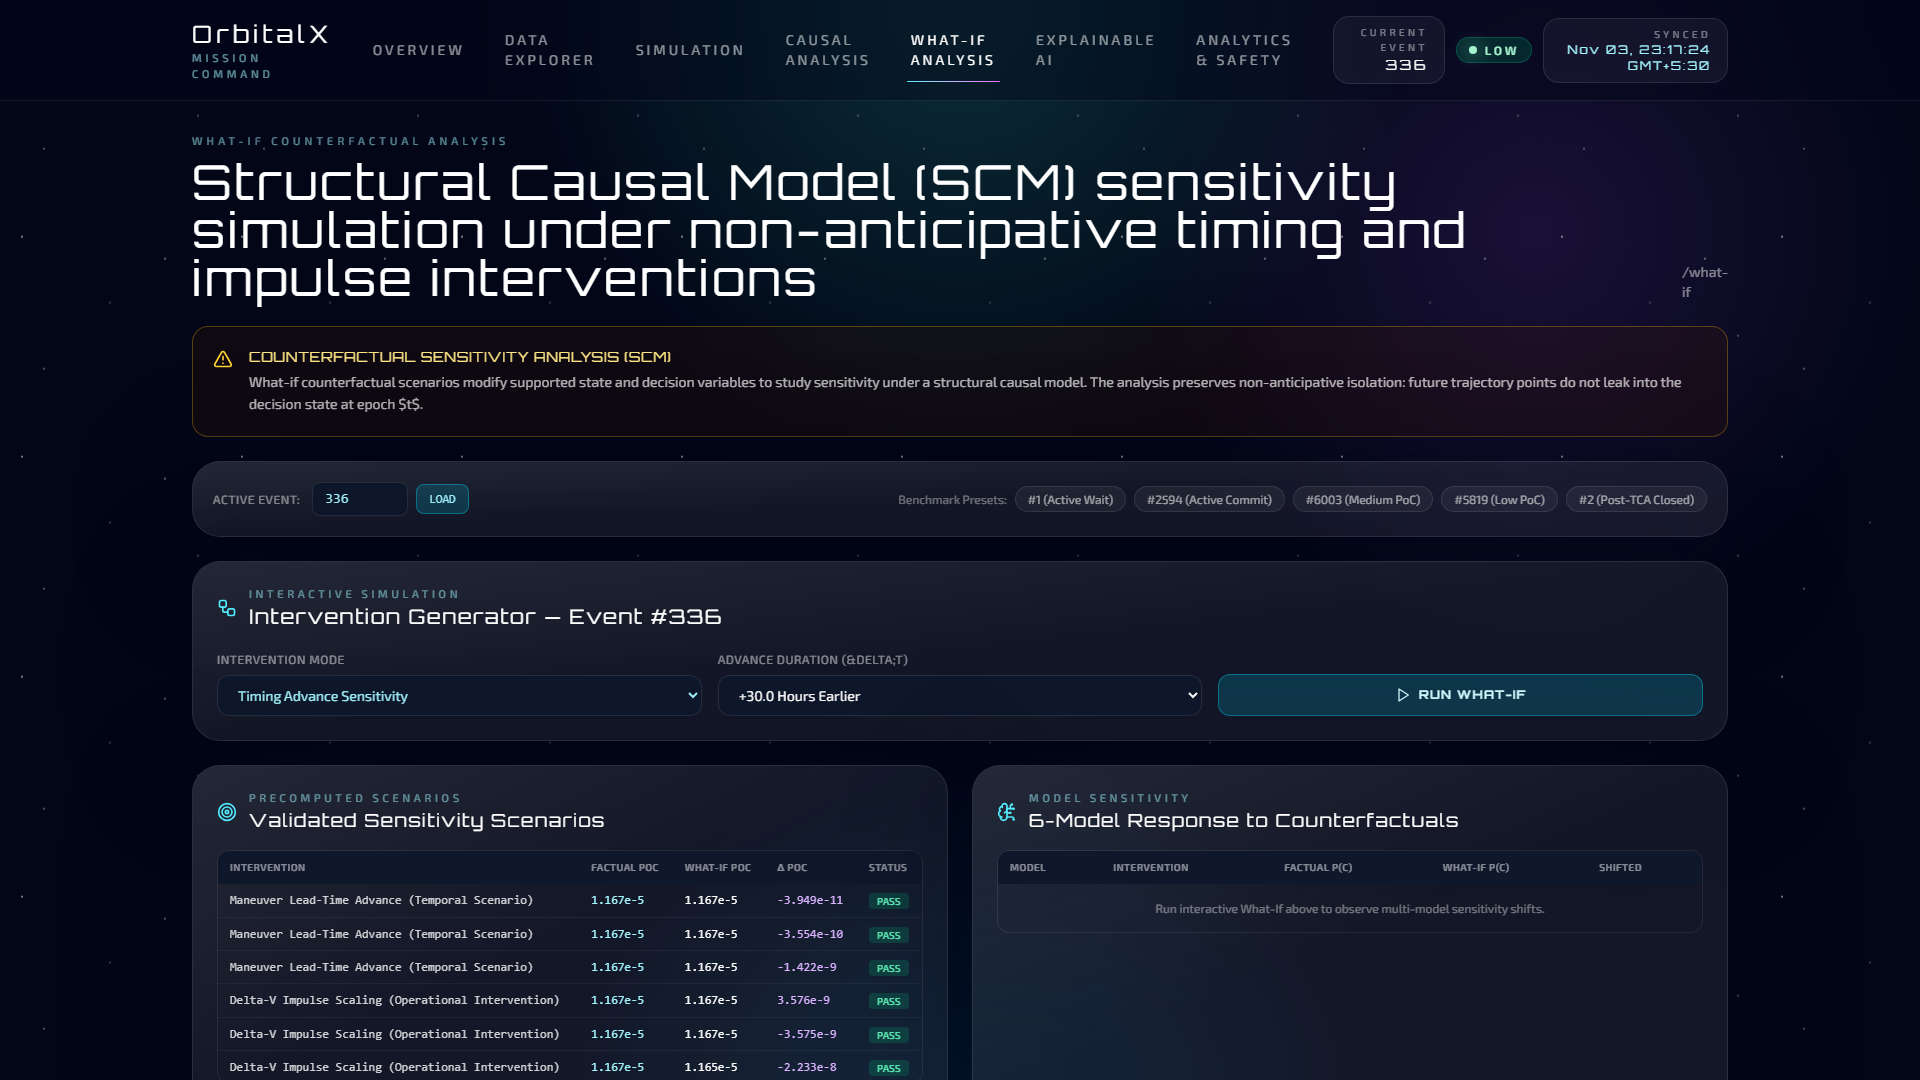 OrbitalX
MISSION
COMMAND
OVERVIEW
DATA
EXPLORER
SIMULATION
CAUSAL
ANALYSIS
WHAT-IF
ANALYSIS
EXPLAINABLE
AI
ANALYTICS
& SAFETY
CURRENT
EVENT
336
LOW
SYNCED
Nov 03, 23:17:24
GMT+5:30
WHAT-IF COUNTERFACTUAL ANALYSIS
Structural Causal Model (SCM) sensitivity
simulation under non-anticipative timing and
impulse interventions
/what-
if
COUNTERFACTUAL SENSITIVITY ANALYSIS (SCM)
What-if counterfactual scenarios modify supported state and decision variables to study sensitivity under a structural causal model. The analysis preserves non-anticipative isolation: future trajectory points do not leak into the
decision state at epoch $t$.
ACTIVE EVENT: 336 LOAD
Benchmark Presets: #1 (Active Wait) #2594 (Active Commit) #6003 (Medium PoC) #5819 (Low PoC) #2 (Post-TCA Closed)
INTERACTIVE SIMULATION
Intervention Generator — Event #336
INTERVENTION MODE
Timing Advance Sensitivity
ADVANCE DURATION (&DELTA;T)
+30.0 Hours Earlier
RUN WHAT-IF
PRECOMPUTED SCENARIOS
Validated Sensitivity Scenarios
INTERVENTION FACTUAL POC WHAT-IF POC Δ POC STATUS
Maneuver Lead-Time Advance (Temporal Scenario) 1.167e-5 1.167e-5 -3.949e-11 PASS
Maneuver Lead-Time Advance (Temporal Scenario) 1.167e-5 1.167e-5 -3.554e-10 PASS
Maneuver Lead-Time Advance (Temporal Scenario) 1.167e-5 1.167e-5 -1.422e-9 PASS
Delta-V Impulse Scaling (Operational Intervention) 1.167e-5 1.167e-5 3.576e-9 PASS
Delta-V Impulse Scaling (Operational Intervention) 1.167e-5 1.167e-5 -3.575e-9 PASS
Delta-V Impulse Scaling (Operational Intervention) 1.167e-5 1.165e-5 -2.233e-8 PASS
MODEL SENSITIVITY
6-Model Response to Counterfactuals
MODEL INTERVENTION FACTUAL P(C) WHAT-IF P(C) SHIFTED
Run interactive What-If above to observe multi-model sensitivity shifts.